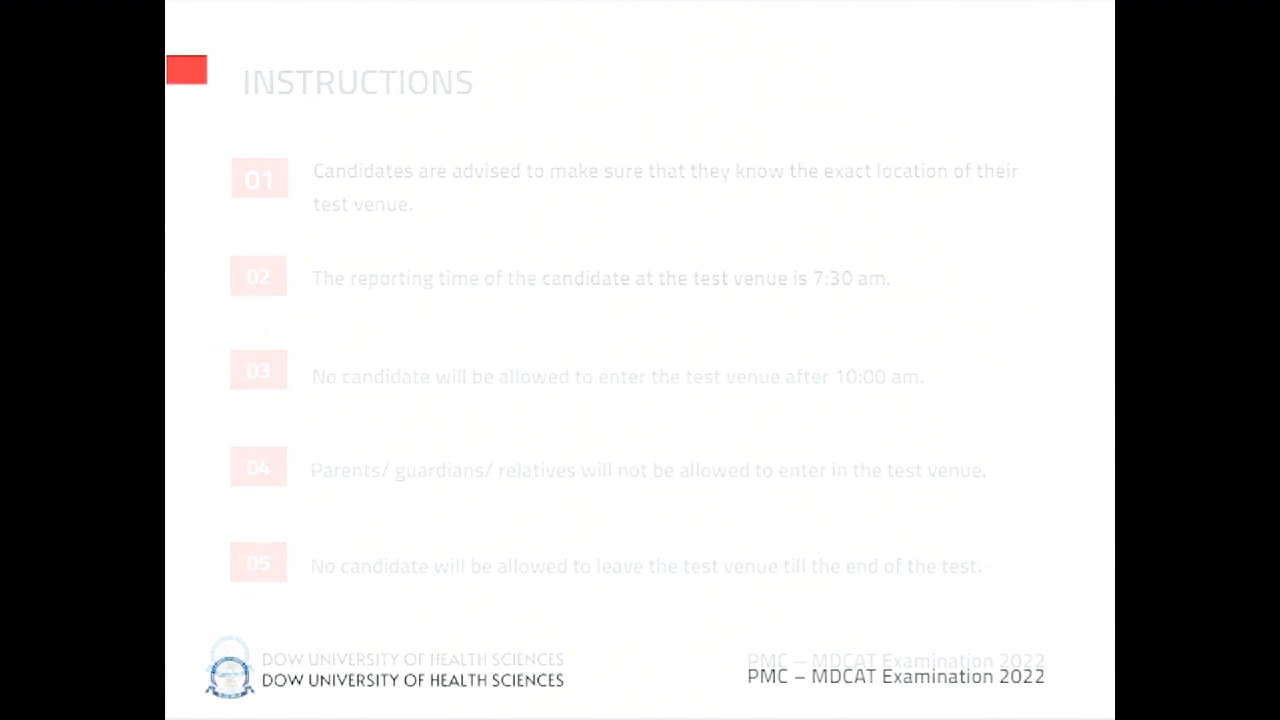 INSTRUCTIONS
01
Candidates are advised to make sure that they know the exact location of their
test venue.
02
The reporting time of the candidate at the test venue is 7:30 am.
03
No candidate will be allowed to enter the test venue after 10:00 am.
04
Parents/ guardians/ relatives will not be allowed to enter in the test venue.
05
No candidate will be allowed to leave the test venue till the end of the test.
DOW UNIVERSITY OF HEALTH SCIENCES
PMC – MDCAT Examination 2022
DOW UNIVERSITY OF HEALTH SCIENCES
PMC – MDCAT Examination 2022